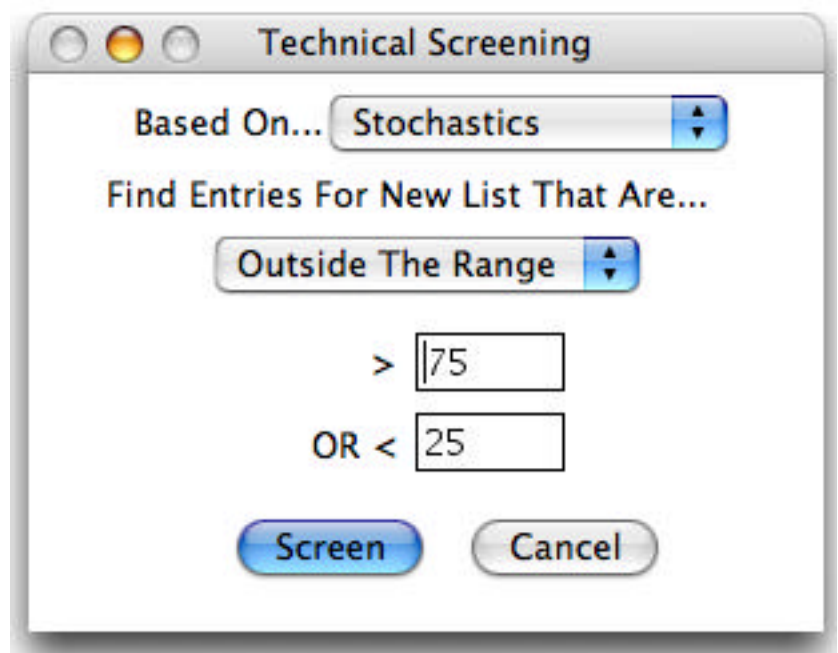 Technical Screening
Based On... Stochastics
Find Entries For New List That Are...
Outside The Range
> 75
OR < 25
Screen Cancel